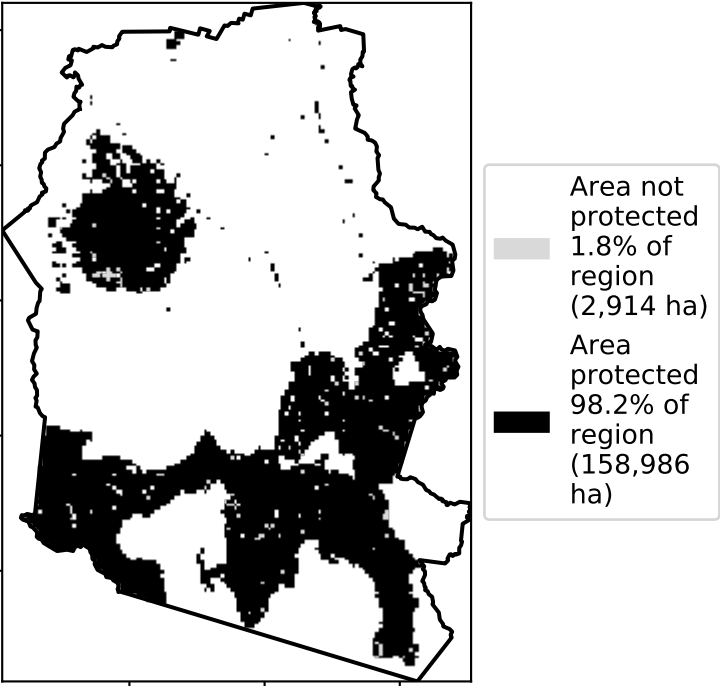 Area not
protected
1.8% of
region
(2,914 ha)
Area
protected
98.2% of
region
(158,986
ha)